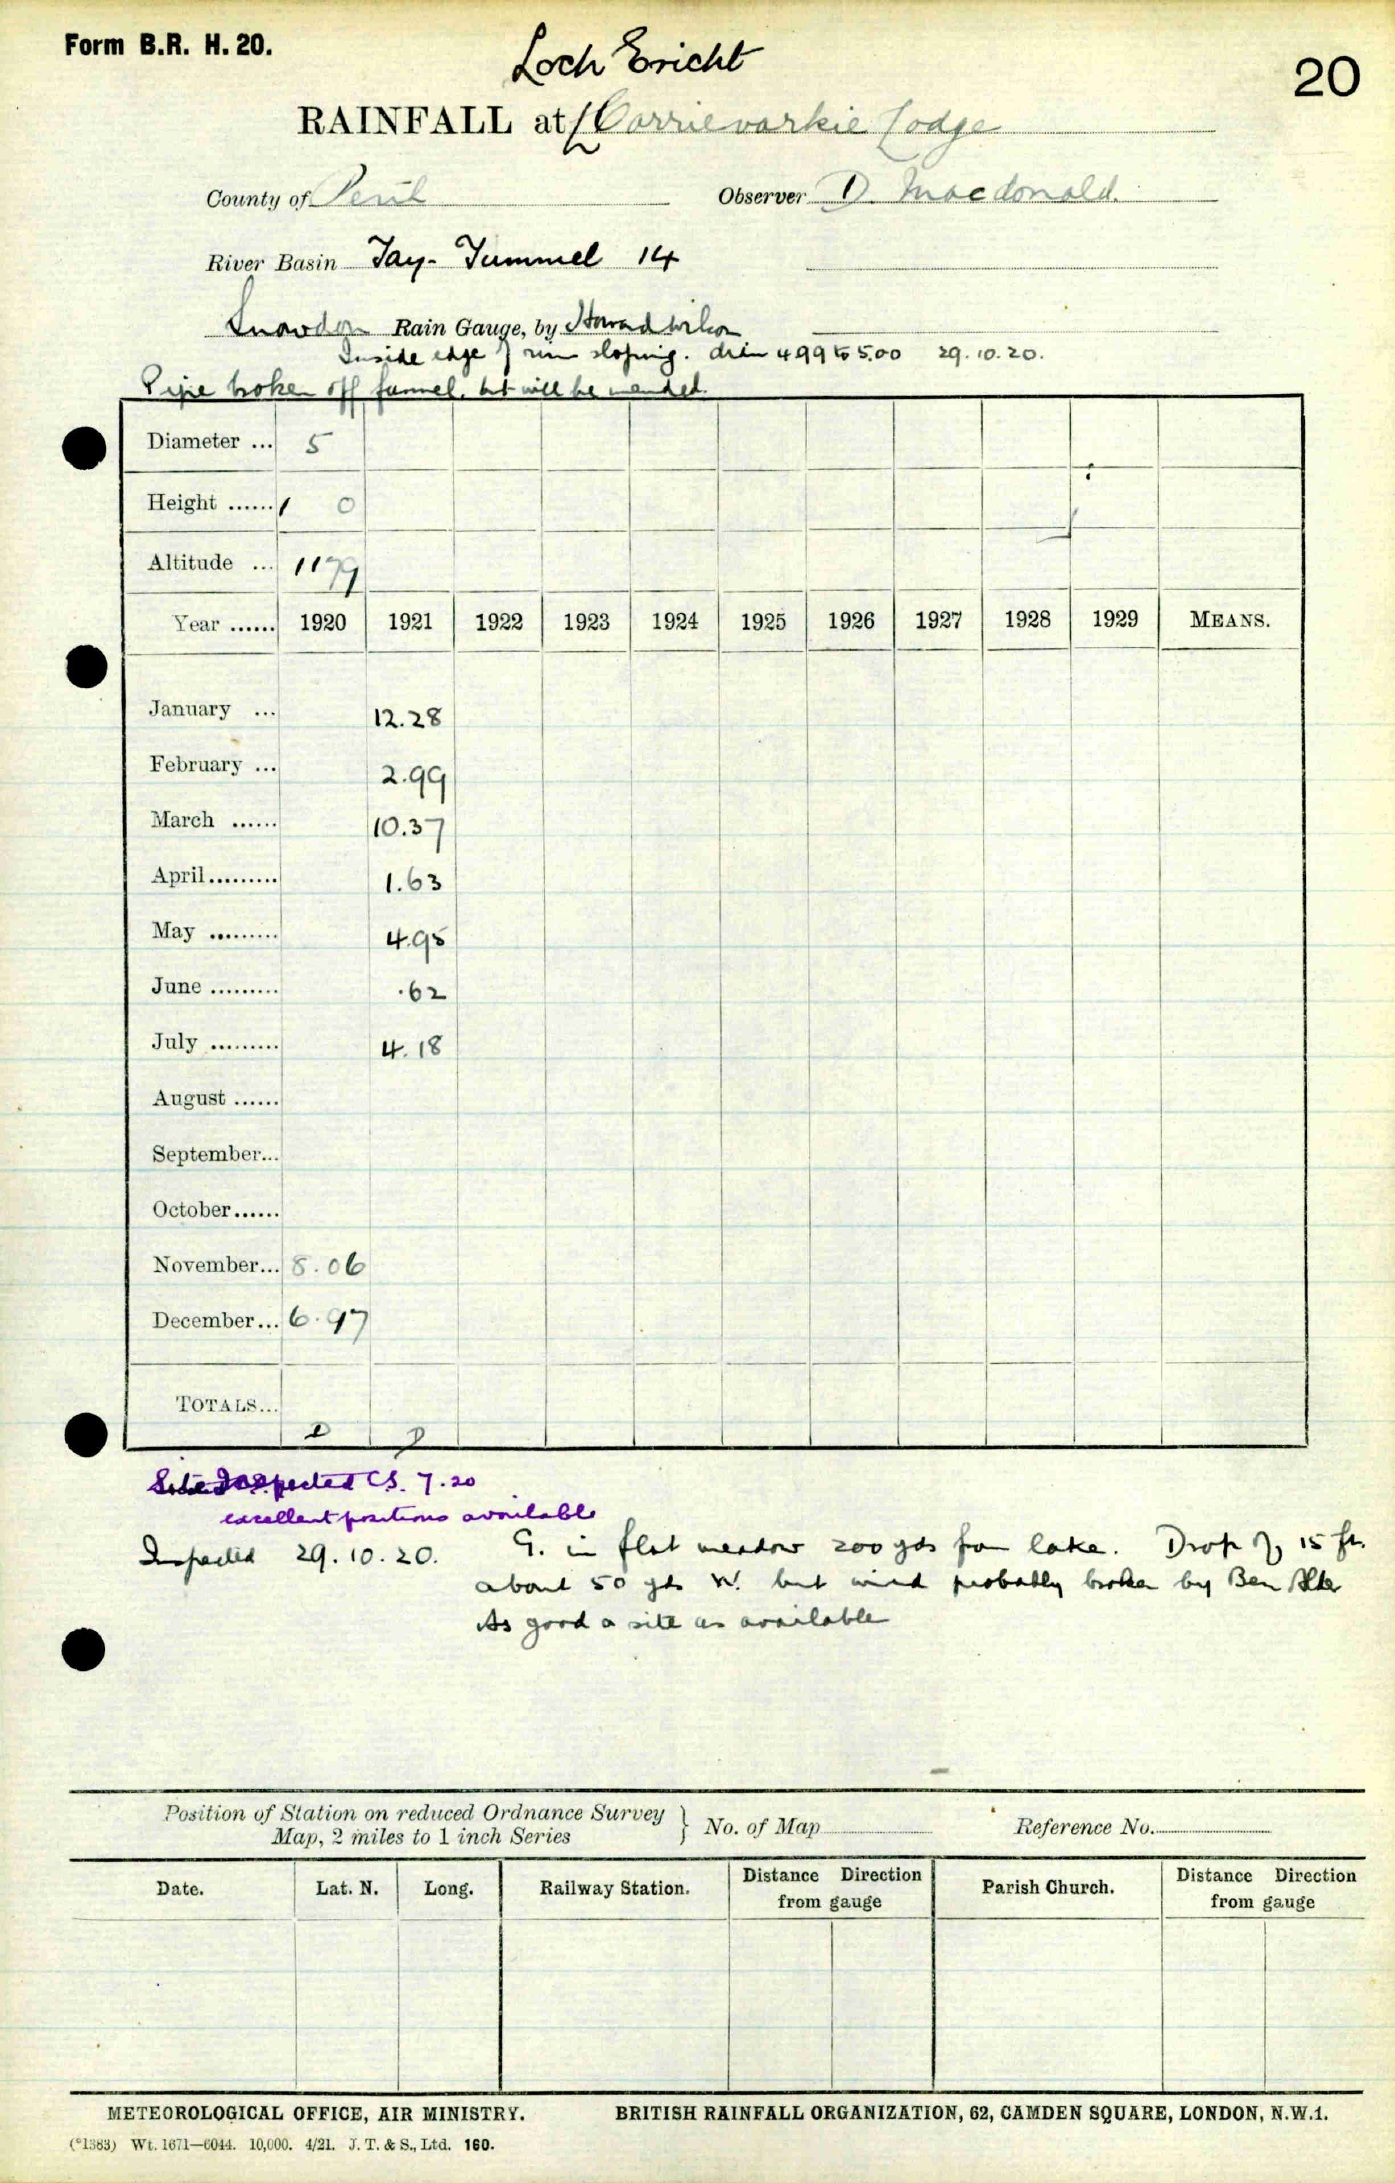 Form B.R. H. 20.
Loch Ericht
20
RAINFALL at Corrievarkie Lodge
County of Perth Observer D. Macdonald.
River Basin Tay-Tummel 14
Snowdon Rain Gauge, by Howard Wilson
Inside edge of rim sloping. diam 4.99 to 5.00 29.10.20.
Pipe broken off funnel, but will be mended.
Diameter ... 5
Height ...... 1 0
Altitude ... 1179
Year ...... 1920 1921 1922 1923 1924 1925 1926 1927 1928 1929 MEANS.
January ... 12.28
February ... 2.99
March ...... 10.37
April......... 1.63
May ......... 4.95
June ......... .62
July ......... 4.18
August ......
September...
October......
November... 8.06
December... 6.97
TOTALS...
D D
Site Inspected C.S. 7.20
excellent positions available
Inspected 29.10.20. G. in flat meadow 200 yds from lake. Drop of 15 ft.
about 50 yds W. but wind probably broken by Ben Alder
As good a site as available
Position of Station on reduced Ordnance Survey
Map, 2 miles to 1 inch Series } No. of Map Reference No.
Date. Lat. N. Long. Railway Station. Distance Direction from gauge Parish Church. Distance Direction from gauge
METEOROLOGICAL OFFICE, AIR MINISTRY. BRITISH RAINFALL ORGANIZATION, 62, CAMDEN SQUARE, LONDON, N.W.1.
(*1383) Wt. 1671—6044. 10,000. 4/21. J. T. & S., Ltd. 160.